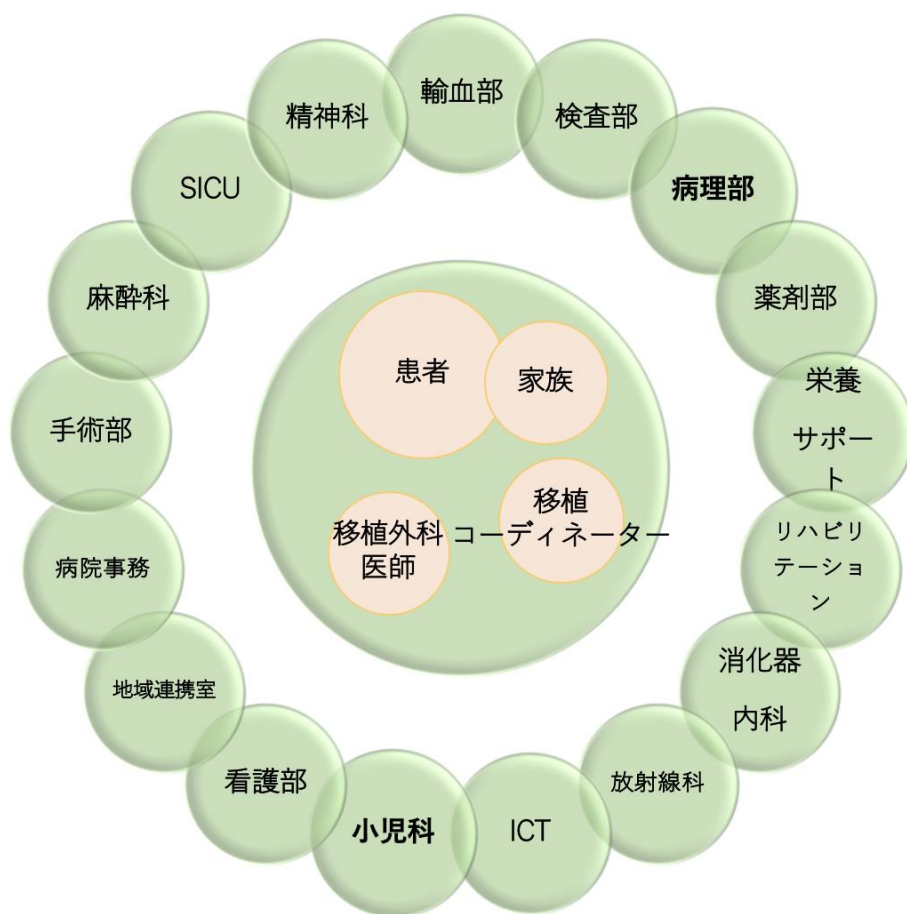 輸血部
検査部
病理部
薬剤部
栄養
サポー
ト
リハビリ
テーショ
ン
消化器
内科
放射線科
ICT
小児科
看護部
地域連携室
病院事務
手術部
麻酔科
SICU
精神科
患者
家族
移植外科
医師
移植
コーディネーター